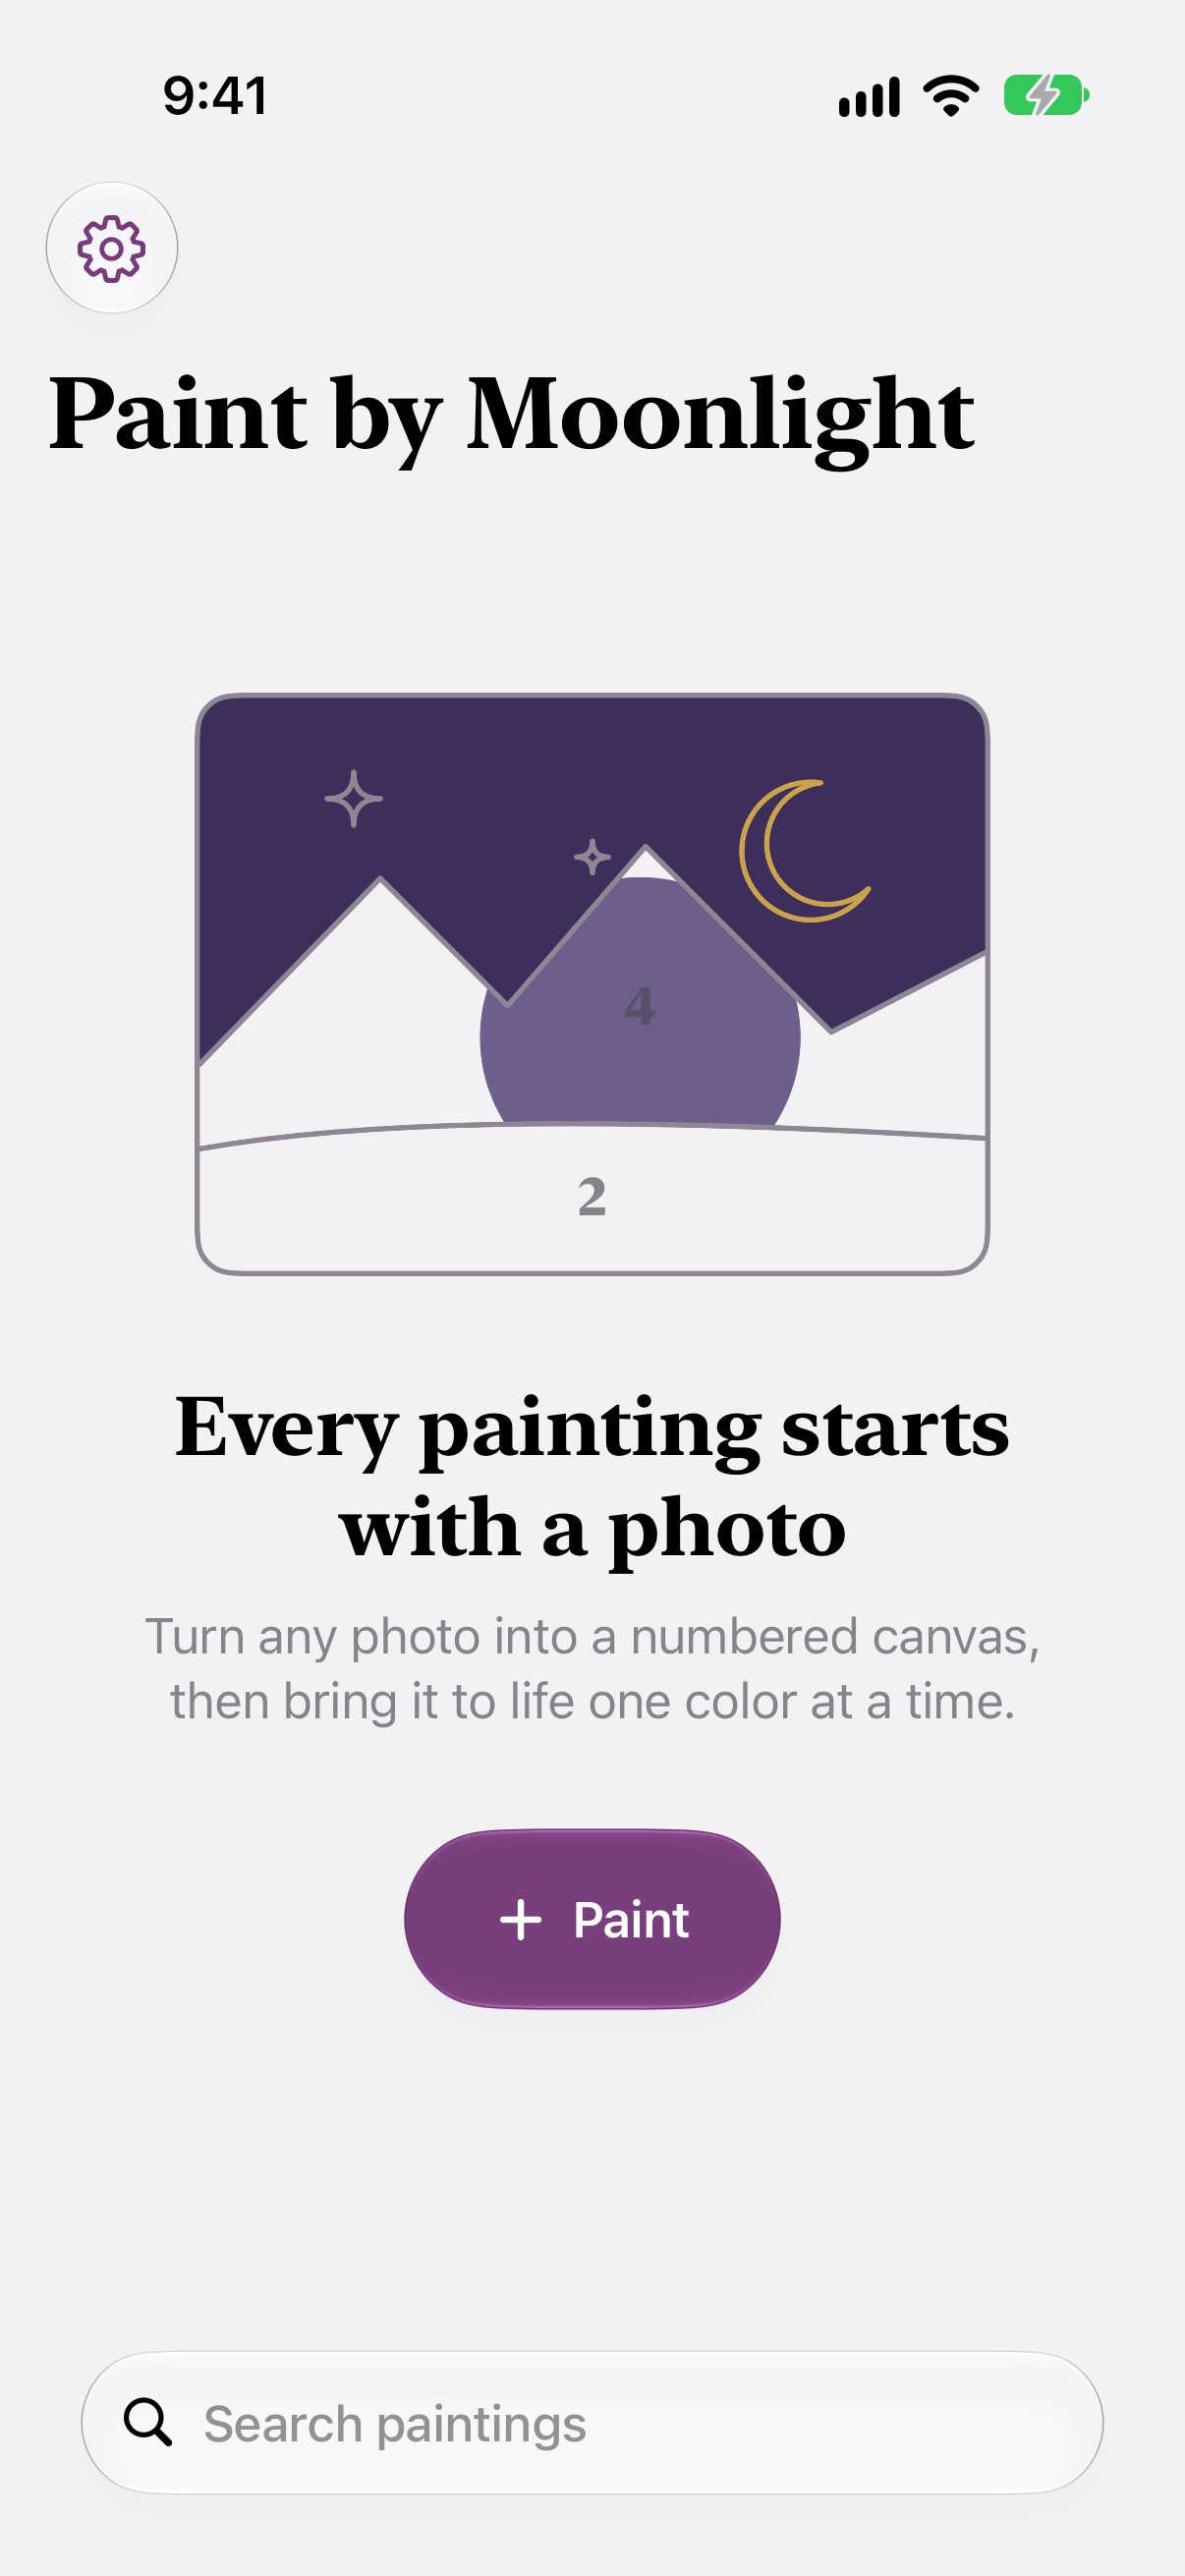 9:41
Paint by Moonlight
4
2
Every painting starts
with a photo
Turn any photo into a numbered canvas,
then bring it to life one color at a time.
+ Paint
Search paintings